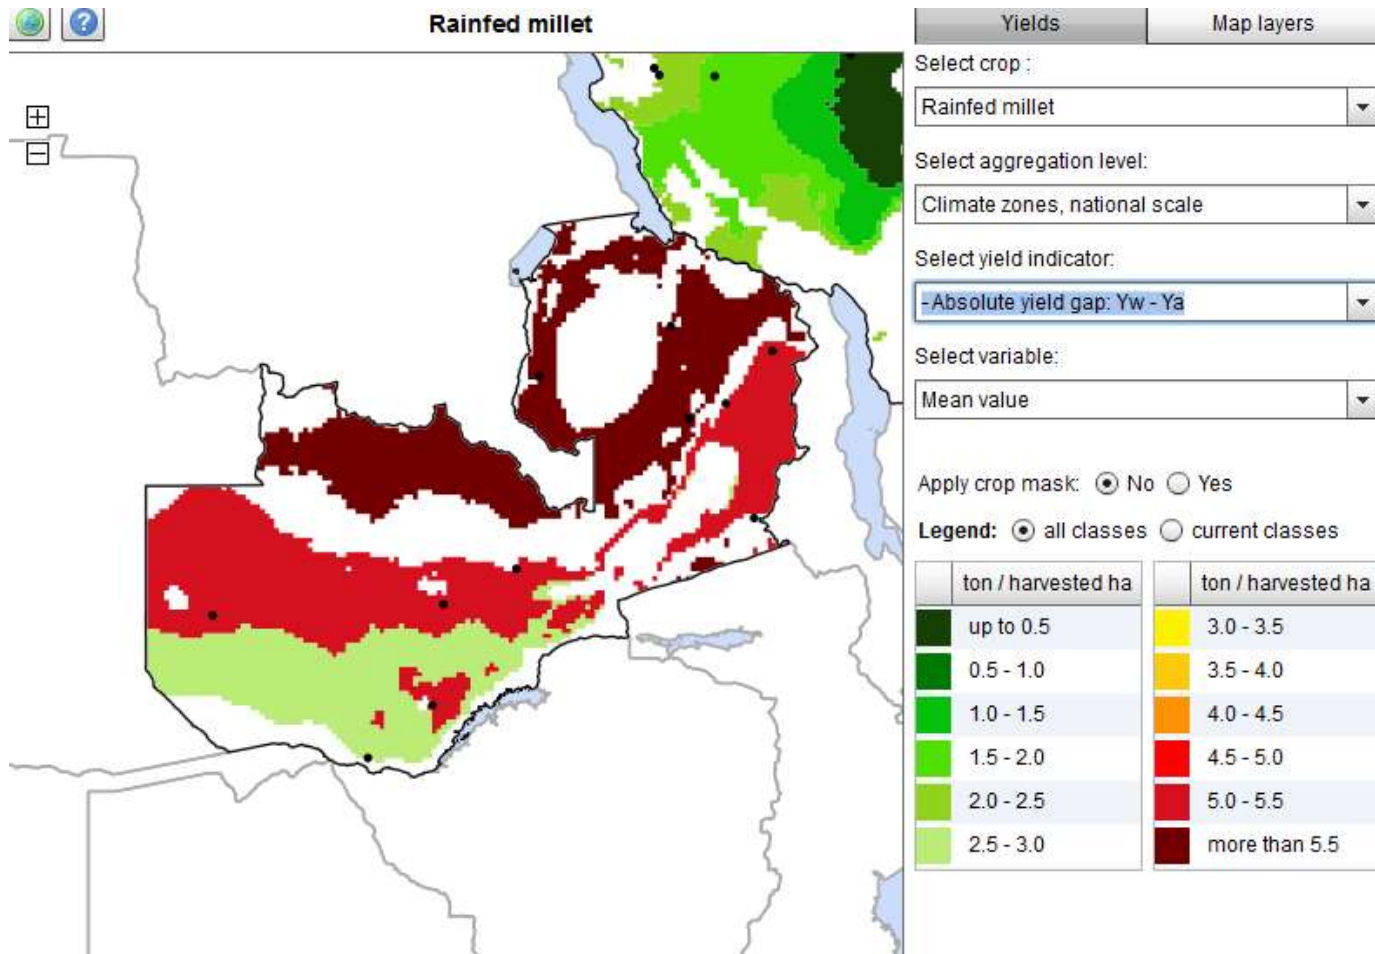 ?
Rainfed millet
Yields
Map layers
Select crop :
Rainfed millet
Select aggregation level:
Climate zones, national scale
Select yield indicator:
- Absolute yield gap: Yw - Ya
Select variable:
Mean value
Apply crop mask: No Yes
Legend: all classes current classes
ton / harvested ha
up to 0.5
0.5 - 1.0
1.0 - 1.5
1.5 - 2.0
2.0 - 2.5
2.5 - 3.0
ton / harvested ha
3.0 - 3.5
3.5 - 4.0
4.0 - 4.5
4.5 - 5.0
5.0 - 5.5
more than 5.5